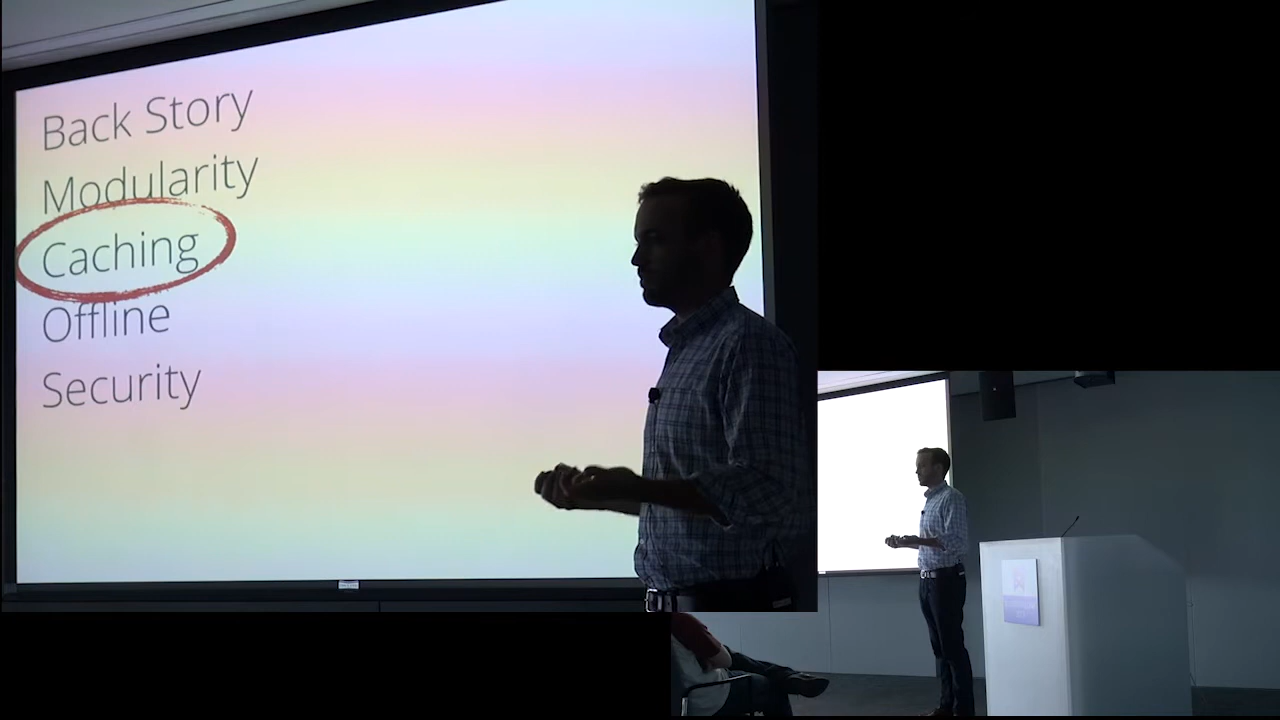 Back Story
Modularity
Caching
Offline
Security